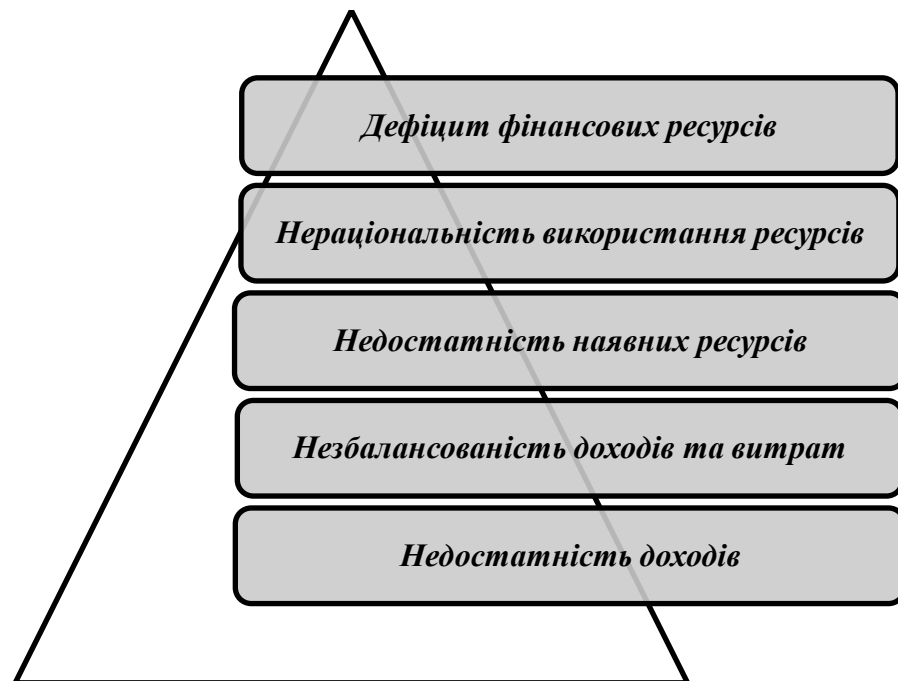 Дефіцит фінансових ресурсів
Нераціональність використання ресурсів
Недостатність наявних ресурсів
Незбалансованість доходів та витрат
Недостатність доходів